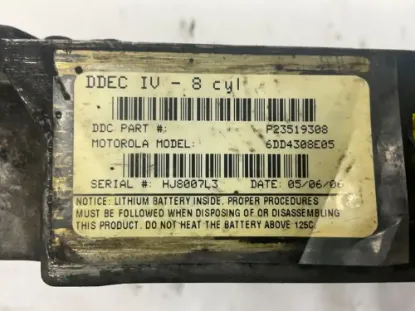 DDEC IV - 8 cyl
DDC PART #: P23519308
MOTOROLA MODEL: 6DD4308E05
SERIAL #: HJ8007L3 DATE: 05/06/06
NOTICE: LITHIUM BATTERY INSIDE. PROPER PROCEDURES
MUST BE FOLLOWED WHEN DISPOSING OF OR DISASSEMBLING
THIS PRODUCT. DO NOT HEAT THE BATTERY ABOVE 125C